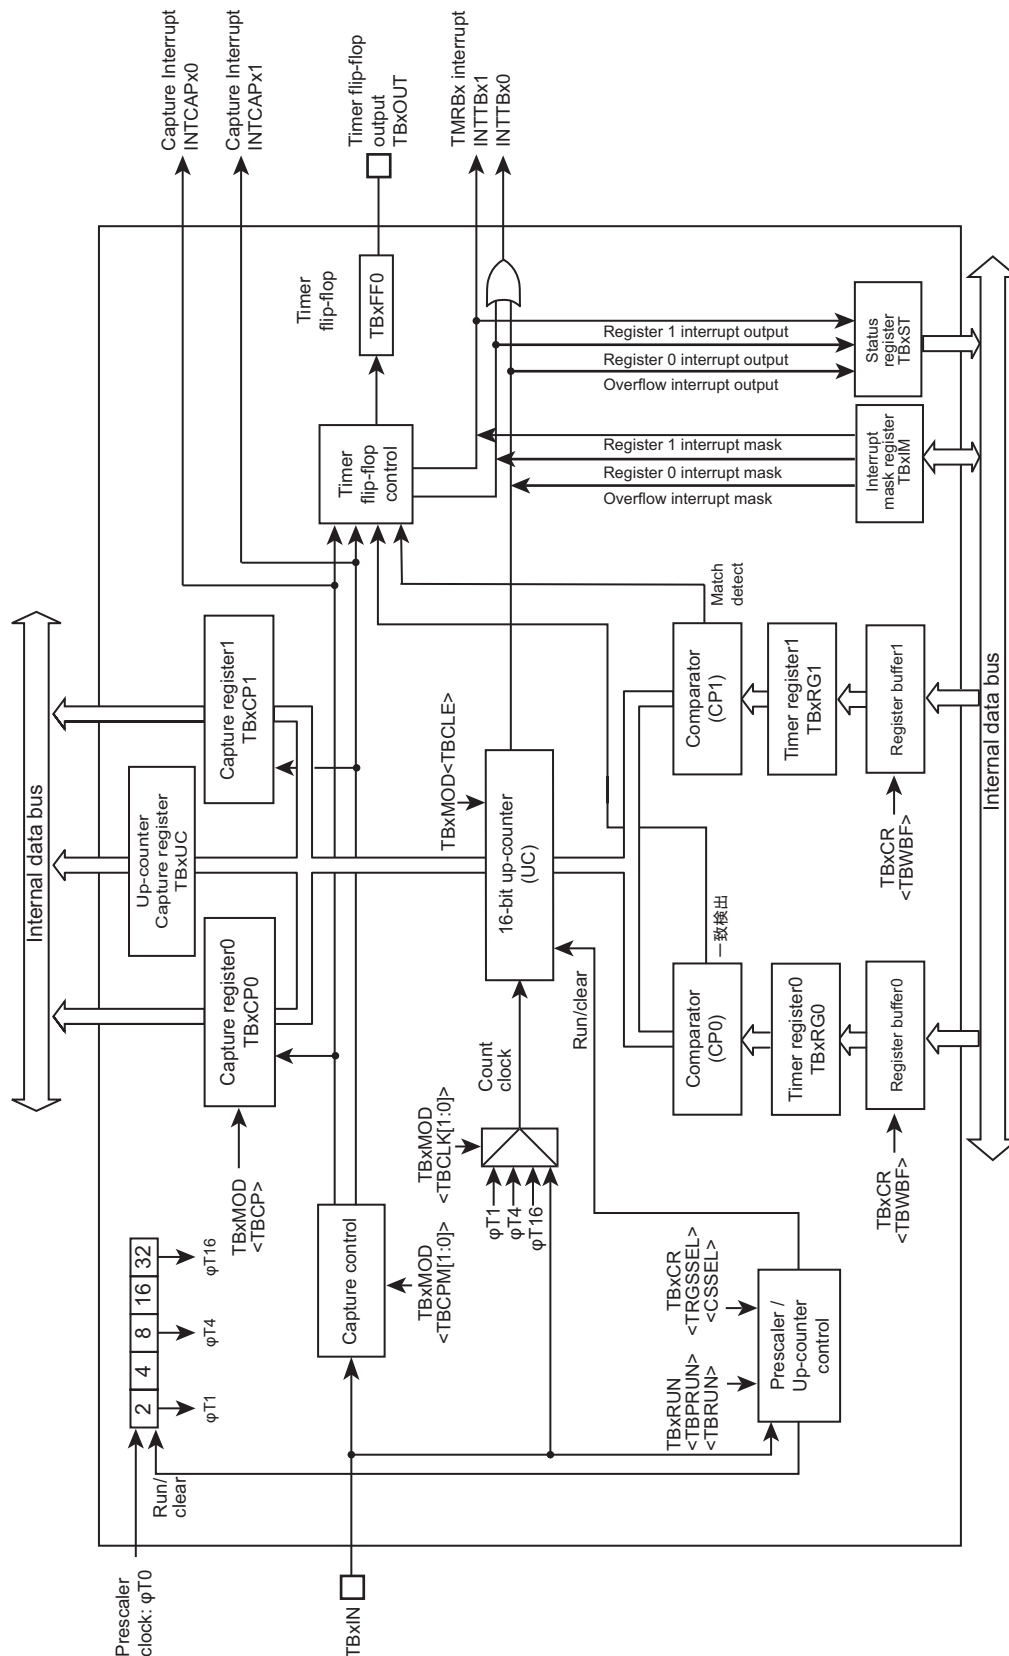 Internal data bus
Prescaler
clock: φT0
Run/
clear
2
4
8
16
32
φT1
φT4
φT16
TBxMOD
<TBCP>
Capture register0
TBxCP0
Up-counter
Capture register
TBxUC
Capture register1
TBxCP1
Capture Interrupt
INTCAPx0
Capture Interrupt
INTCAPx1
TBxIN
Capture control
TBxMOD
<TBCPM[1:0]>
TBxMOD
<TBCLK[1:0]>
φT1
φT4
φT16
Count
clock
TBxMOD<TBCLE>
16-bit up-counter
(UC)
Run/clear
Timer
flip-flop
control
Timer
flip-flop
TBxFF0
Timer flip-flop
output
TBxOUT
TMRBx interrupt
INTTBx1
INTTBx0
TBxRUN
<TBPRUN>
<TBRUN>
TBxCR
<TRGSSEL>
<CSSEL>
Prescaler /
Up-counter
control
Comparator
(CP0)
一致検出
Comparator
(CP1)
Match
detect
Timer register0
TBxRG0
Timer register1
TBxRG1
Register buffer0
TBxCR
<TBWBF>
Register buffer1
TBxCR
<TBWBF>
Register 1 interrupt mask
Register 0 interrupt mask
Overflow interrupt mask
Register 1 interrupt output
Register 0 interrupt output
Overflow interrupt output
Interrupt
mask register
TBxIM
Status
register
TBxST
Internal data bus